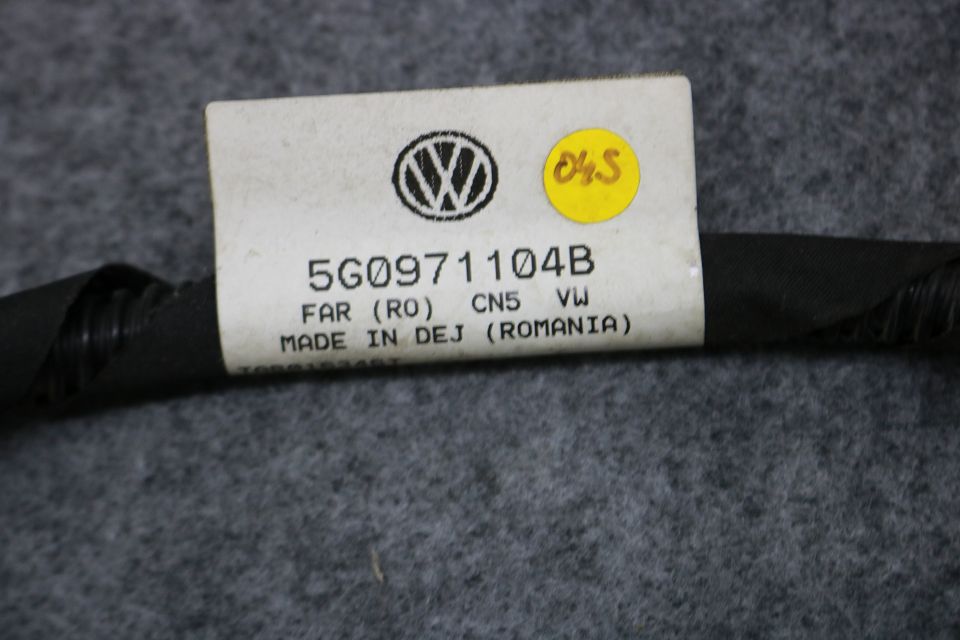 04S
5G0971104B
FAR (RO) CN5 VW
MADE IN DEJ (ROMANIA)